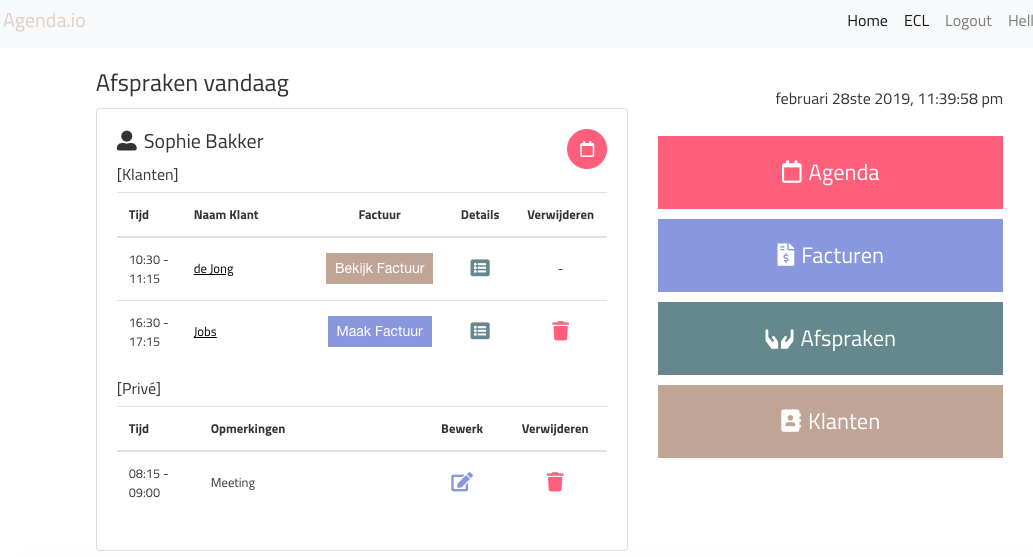 Agenda.io
Home ECL Logout Hell
Afspraken vandaag
februari 28ste 2019, 11:39:58 pm
Sophie Bakker
[Klanten]
Tijd Naam Klant Factuur Details Verwijderen
10:30 -
11:15
de Jong Bekijk Factuur -
16:30 -
17:15
Jobs Maak Factuur
[Privé]
Tijd Opmerkingen Bewerk Verwijderen
08:15 -
09:00
Meeting
Agenda
Facturen
Afspraken
Klanten